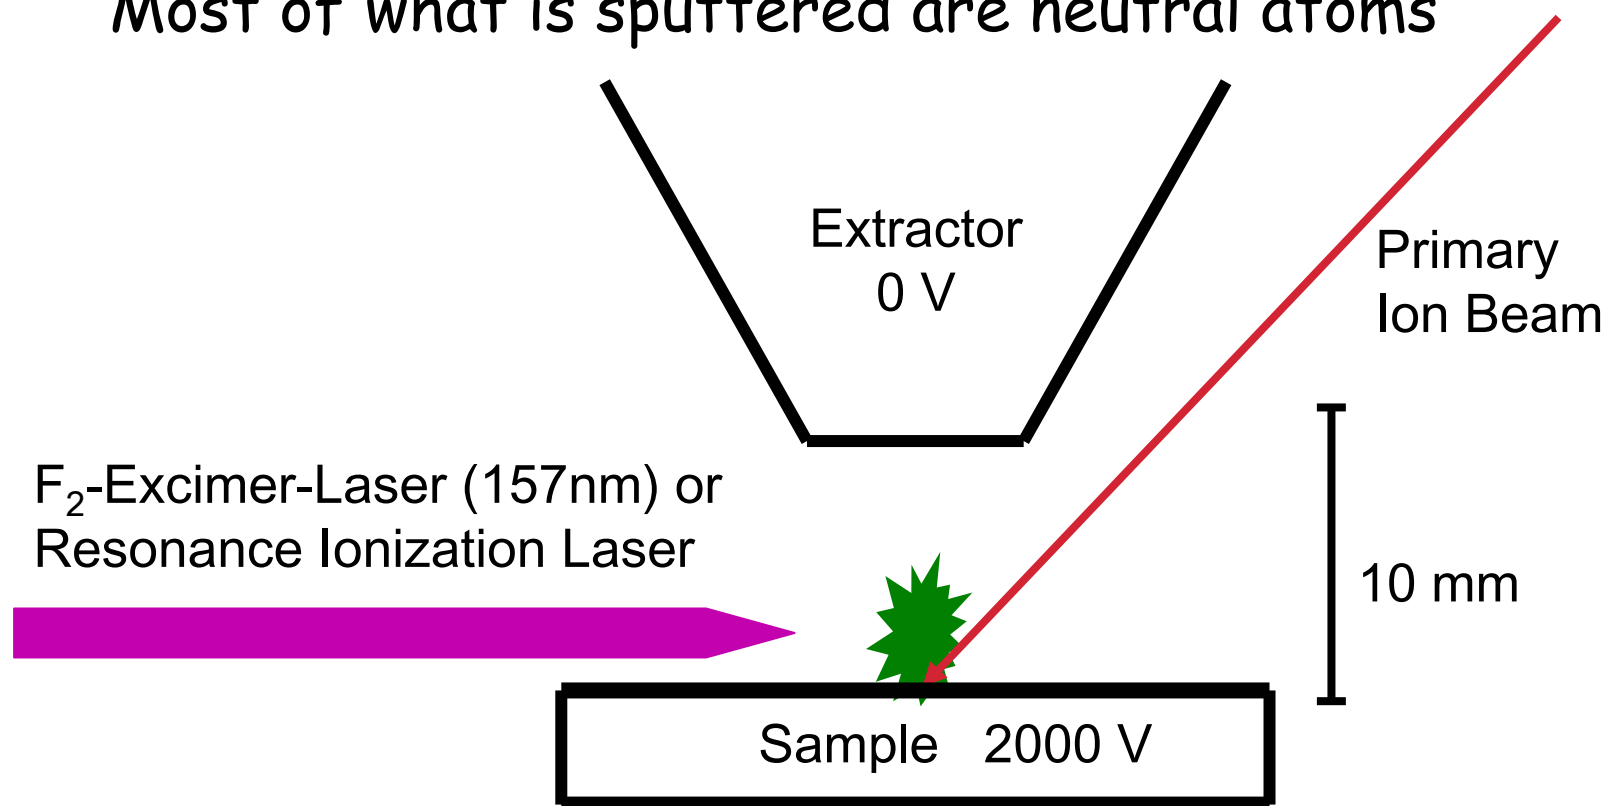 Most of what is sputtered are neutral atoms
Extractor
0 V
Primary
Ion Beam
F₂-Excimer-Laser (157nm) or
Resonance Ionization Laser
10 mm
Sample 2000 V